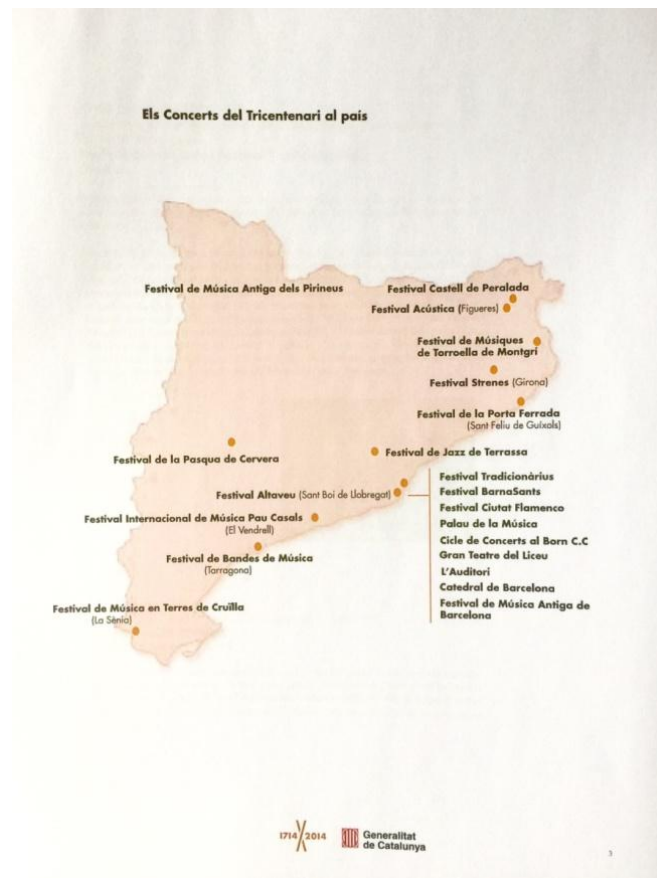 Els Concerts del Tricentenari al país
Festival de Música Antiga dels Pirineus
Festival Castell de Peralada
Festival Acústica (Figueres)
Festival de Músiques
de Torroella de Montgrí
Festival Strenes (Girona)
Festival de la Porta Ferrada
(Sant Feliu de Guíxols)
Festival de la Pasqua de Cervera
Festival de Jazz de Terrassa
Festival Altaveu (Sant Boi de Llobregat)
Festival Internacional de Música Pau Casals
(El Vendrell)
Festival de Bandes de Música
(Tarragona)
Festival de Música en Terres de Cruïlla
(La Sénia)
Festival Tradicionàrius
Festival BarnaSants
Festival Ciutat Flamenco
Palau de la Música
Cicle de Concerts al Born C.C
Gran Teatre del Liceu
L'Auditori
Catedral de Barcelona
Festival de Música Antiga de
Barcelona
1714 2014
Generalitat
de Catalunya
3